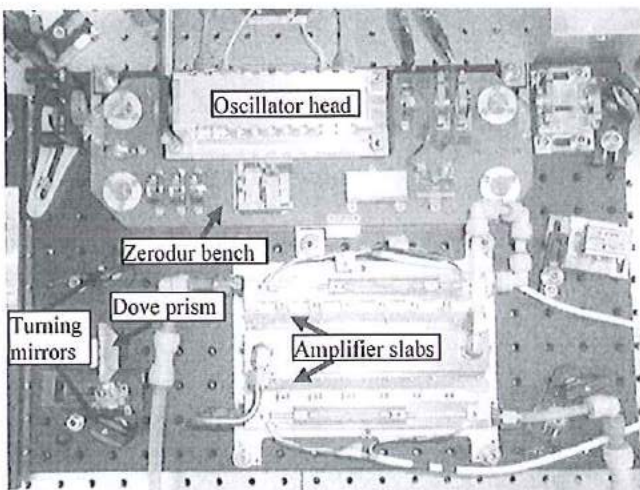 Oscillator head
Zerodur bench
Dove prism
Turning
mirrors
Amplifier slabs